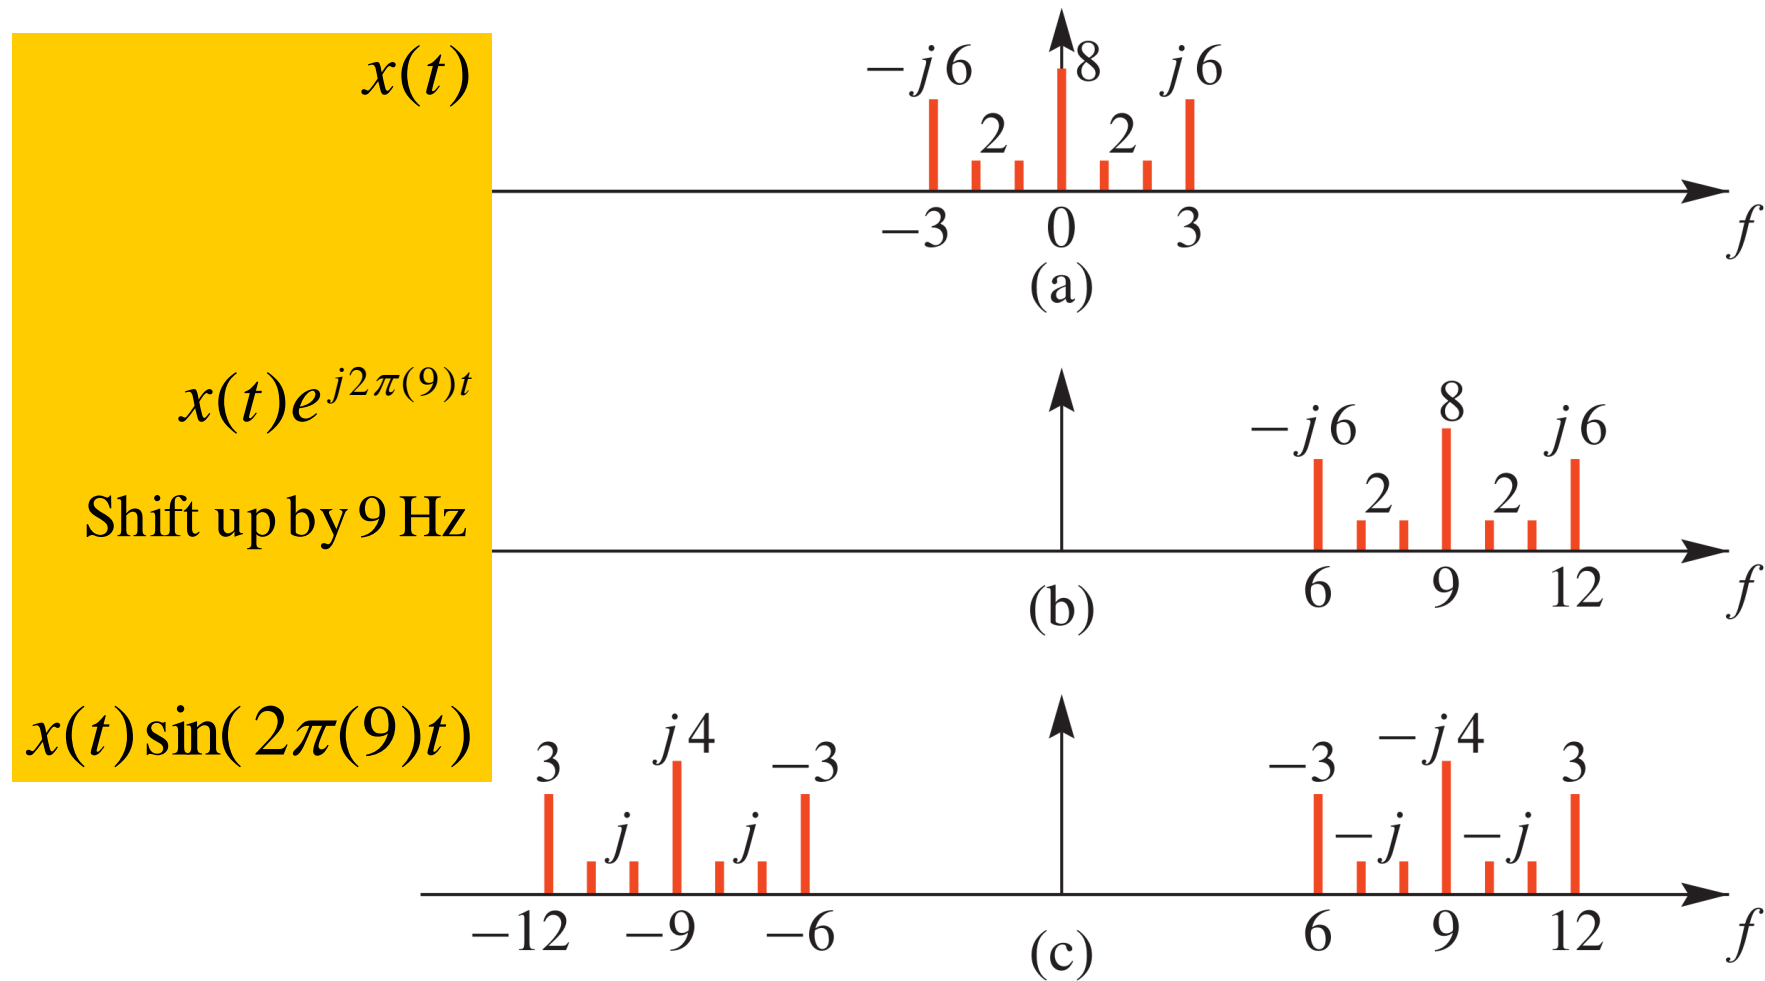 x(t)
−j6 8 j6
2 2
−3 0 3 f
(a)
x(t)e^{j2π(9)t}
Shift up by 9 Hz
−j6 8 j6
2 2
6 9 12 f
(b)
x(t)sin(2π(9)t)
3 j4 −3 −3 −j4 3
j j −j −j
−12 −9 −6 6 9 12 f
(c)